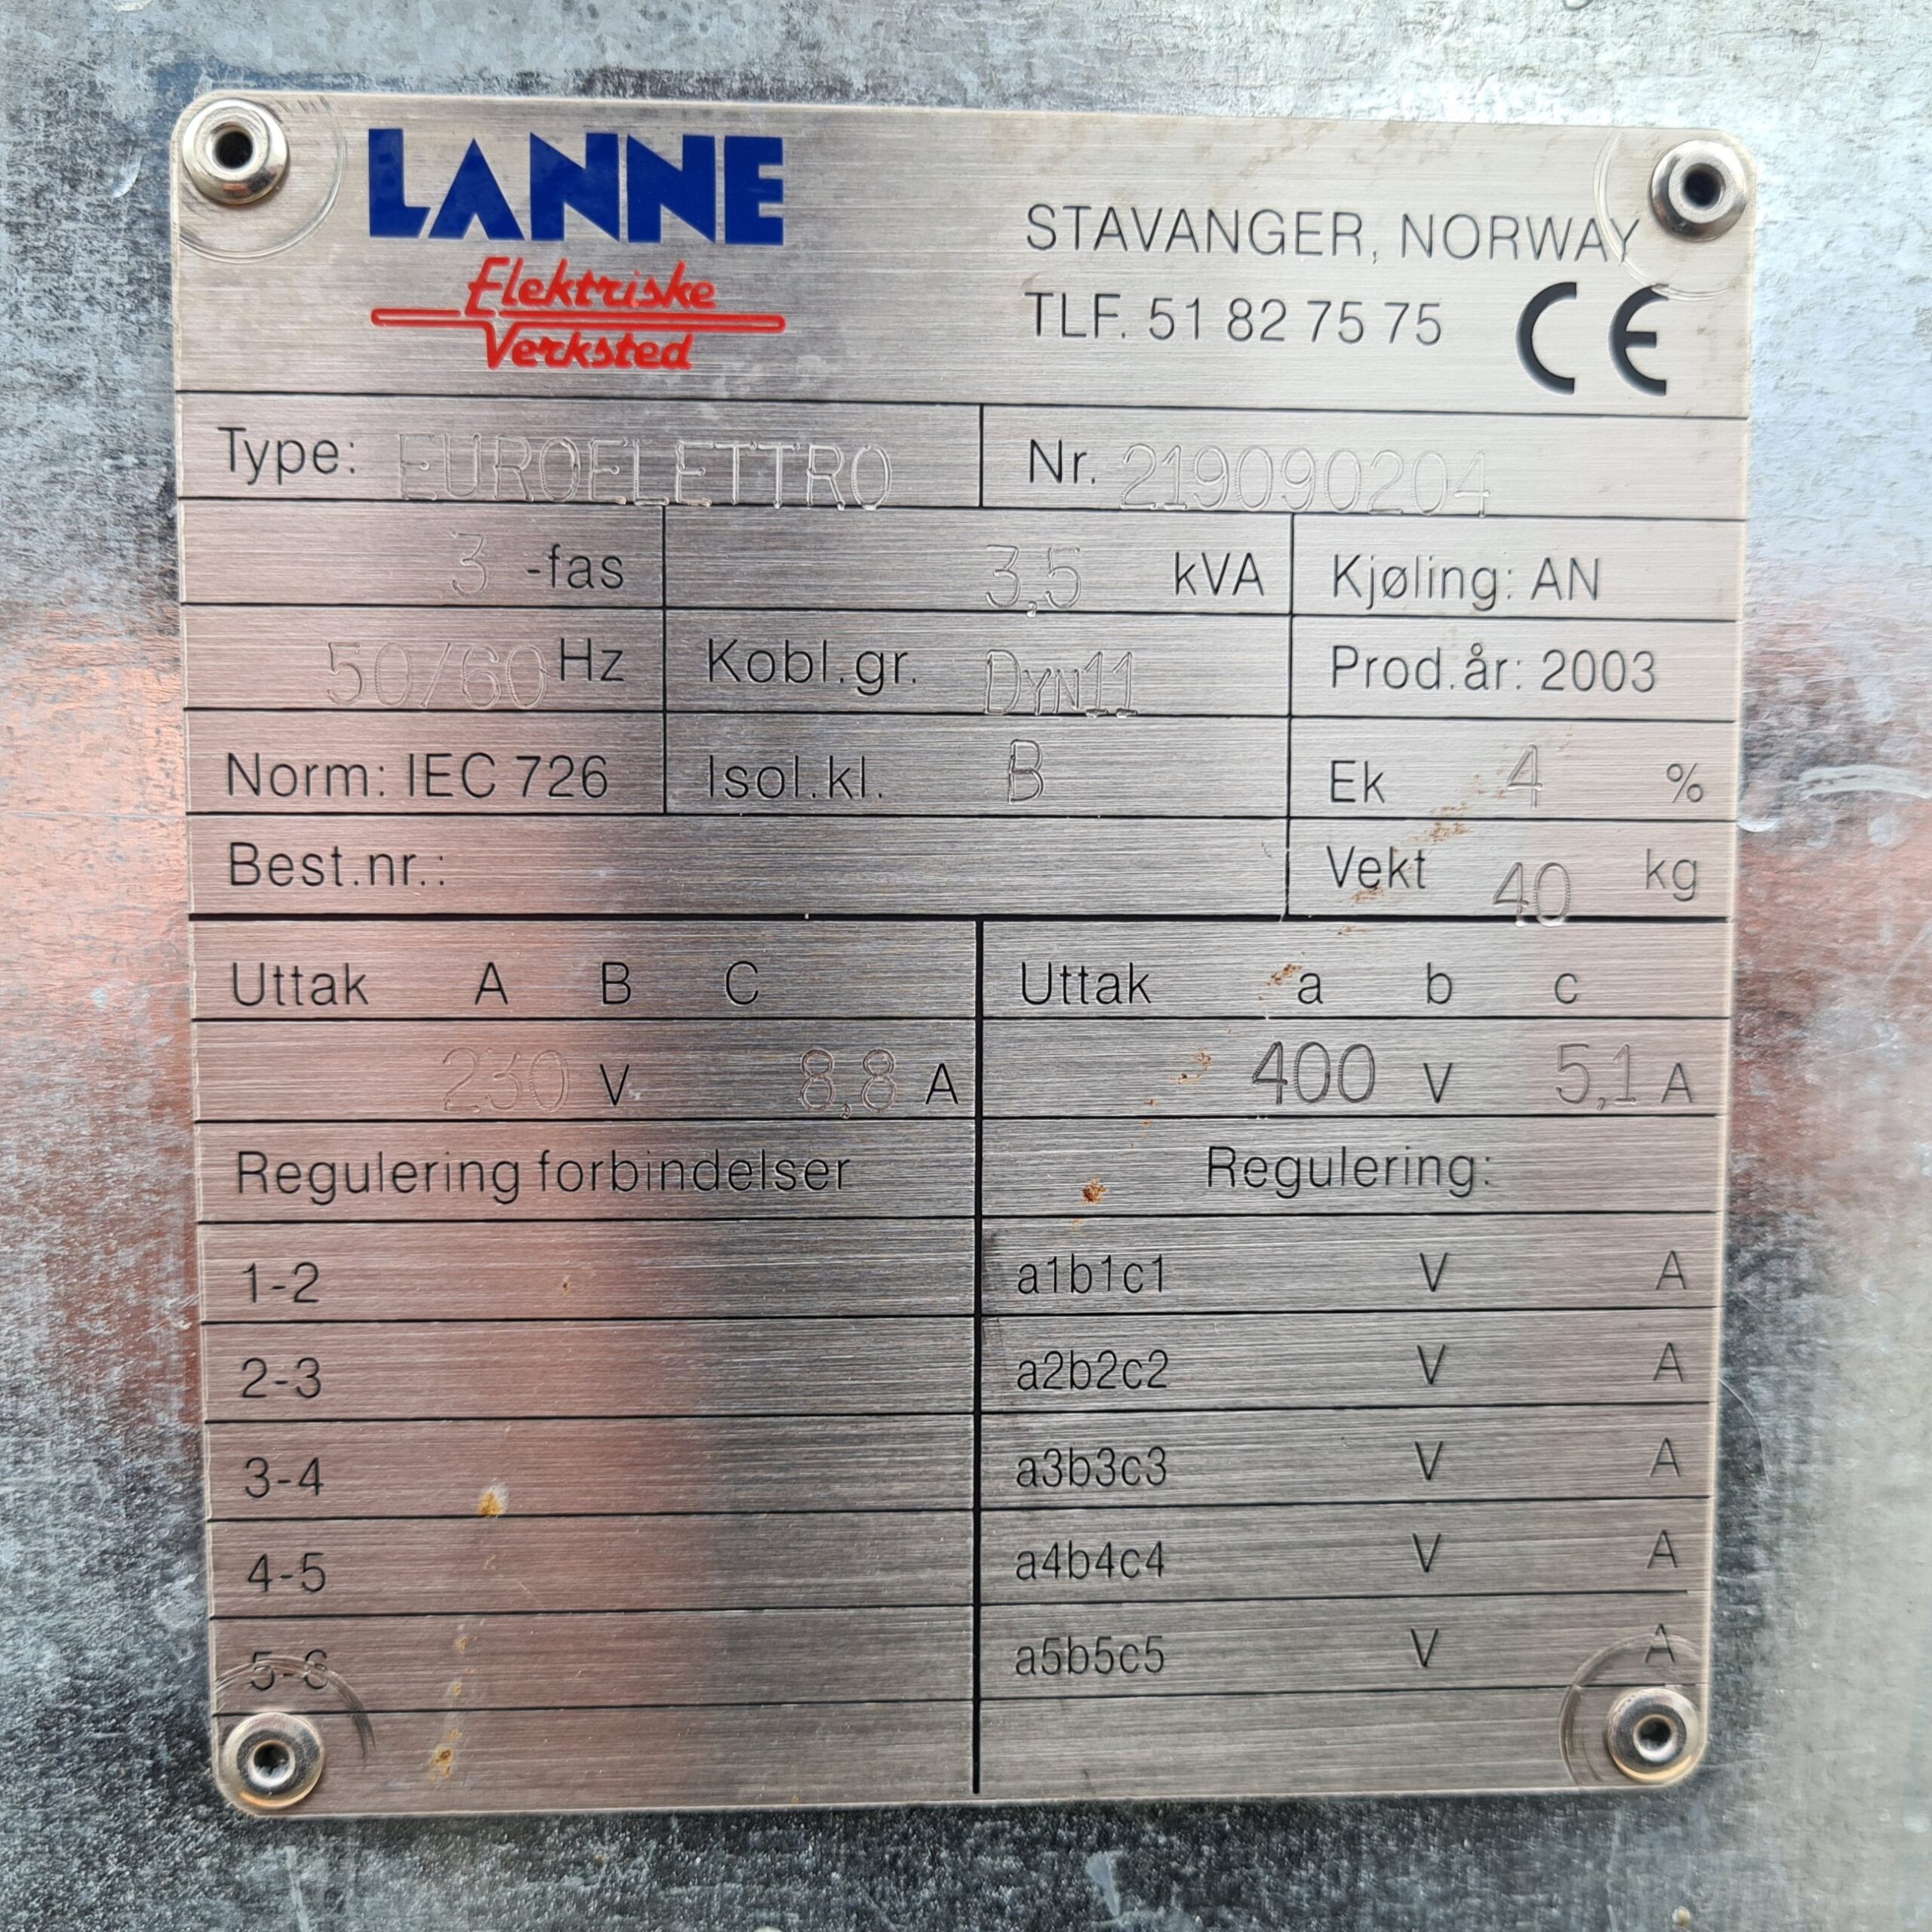 LANNE
Elektriske
Verksted
STAVANGER, NORWAY
TLF. 51 82 75 75
CE
Type: EUROELETTRO Nr. 219090204
3 -fas 3,5 kVA Kjøling: AN
50/60 Hz Kobl.gr. DYN11 Prod.år: 2003
Norm: IEC 726 Isol.kl. B Ek 4 %
Best.nr.: Vekt 40 kg
Uttak A B C Uttak a b c
230 V 8,8 A 400 V 5,1 A
Regulering forbindelser Regulering:
1-2 a1b1c1 V A
2-3 a2b2c2 V A
3-4 a3b3c3 V A
4-5 a4b4c4 V A
5-6 a5b5c5 V A